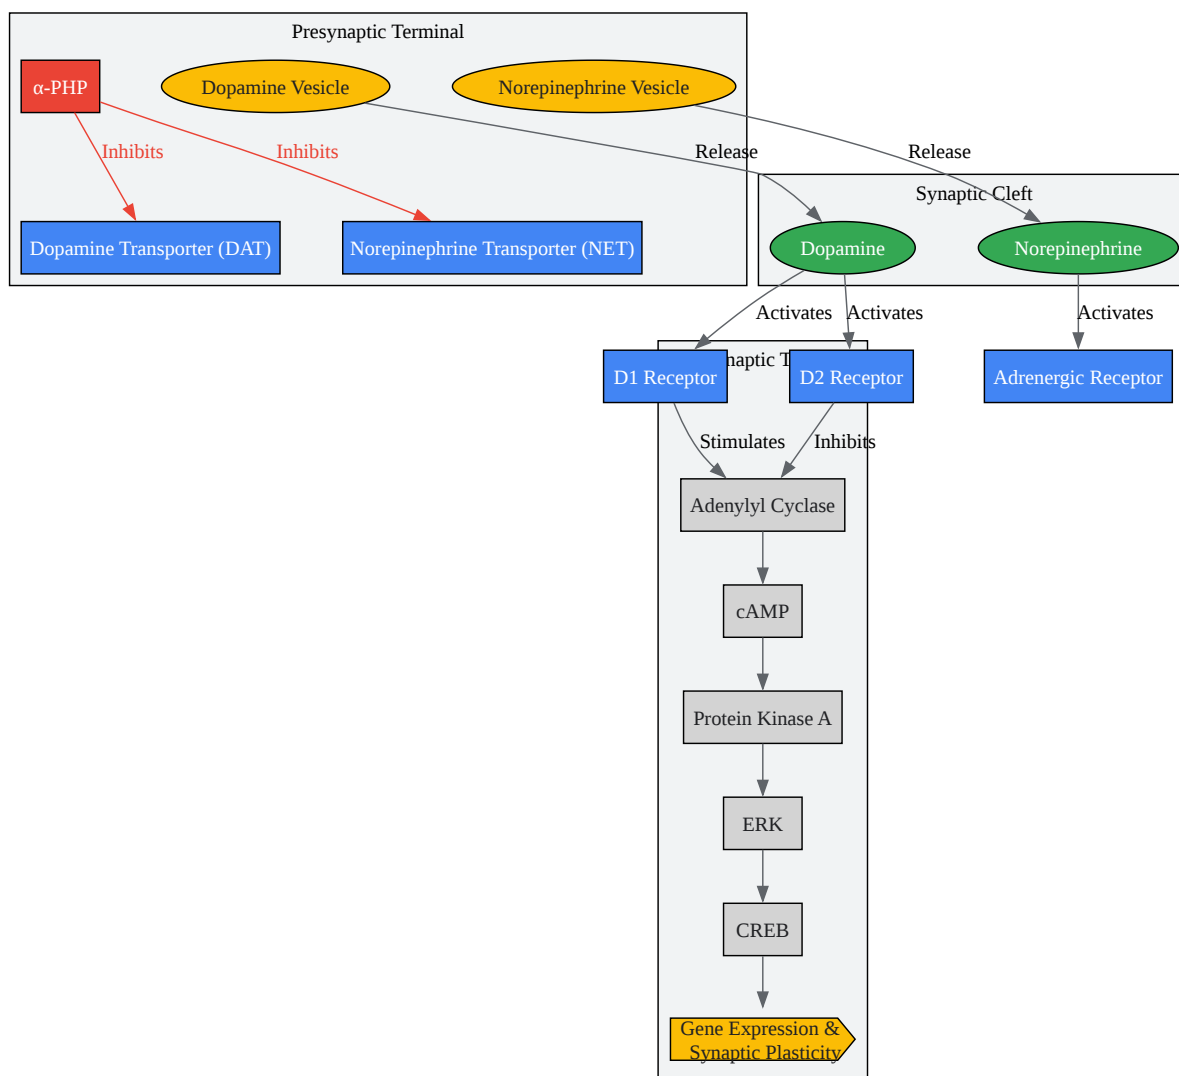 Presynaptic Terminal
α-PHP
Dopamine Vesicle
Norepinephrine Vesicle
Inhibits
Inhibits
Release
Release
Synaptic Cleft
Dopamine Transporter (DAT)
Norepinephrine Transporter (NET)
Dopamine
Norepinephrine
Activates
Activates
Activates
D1 Receptor
D2 Receptor
Adrenergic Receptor
Stimulates
Inhibits
Adenylyl Cyclase
cAMP
Protein Kinase A
ERK
CREB
Gene Expression &
Synaptic Plasticity